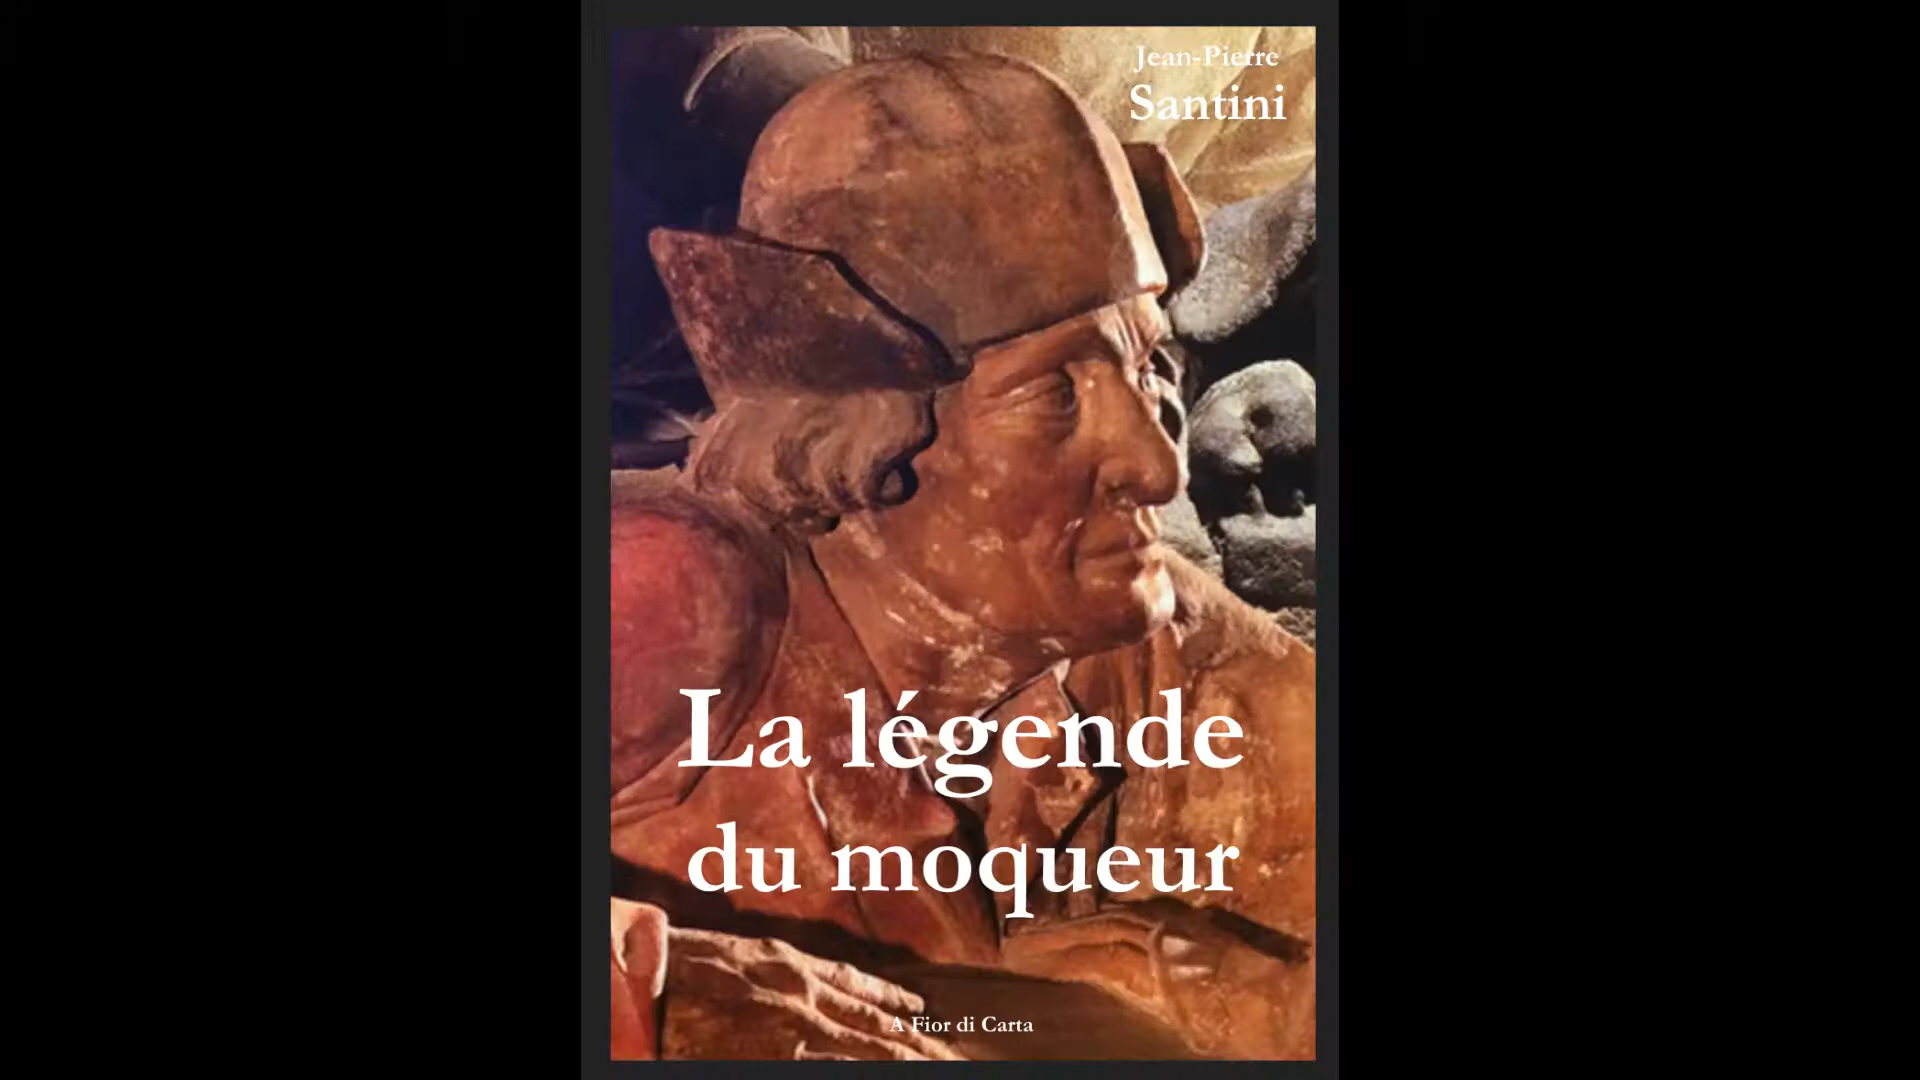 Jean-Pierre
Santini
La légende
du moqueur
A Fior di Carta